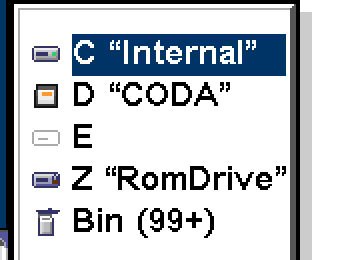 C “Internal”
D “CODA”
E
Z “RomDrive”
Bin (99+)